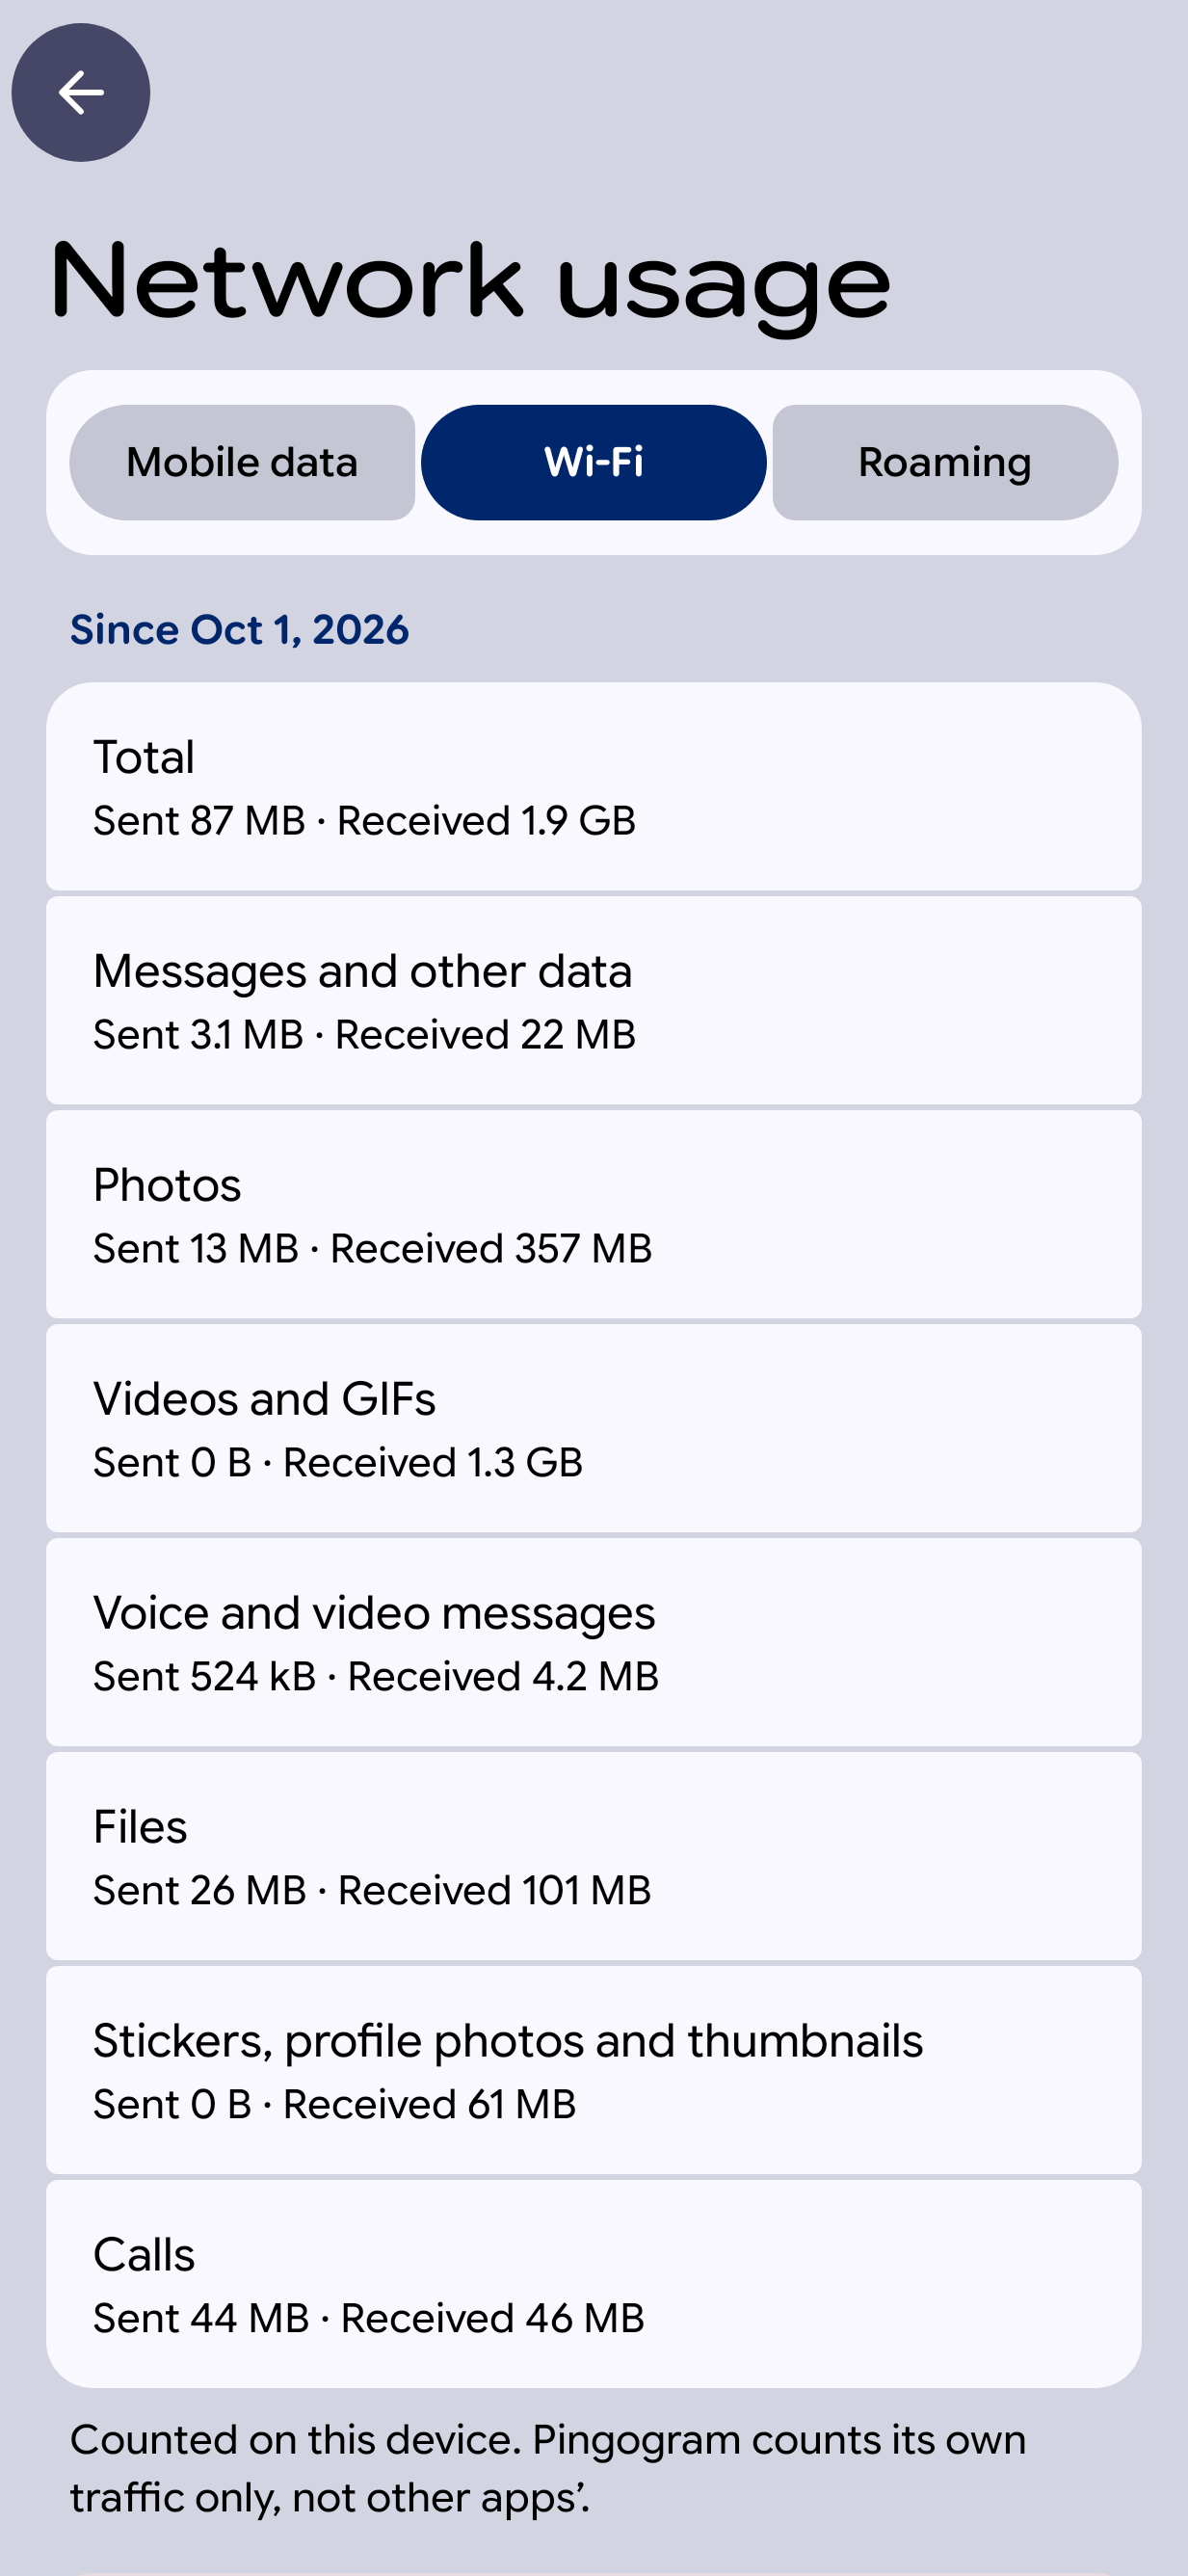 Network usage
Mobile data
Wi-Fi
Roaming
Since Oct 1, 2026
Total
Sent 87 MB · Received 1.9 GB
Messages and other data
Sent 3.1 MB · Received 22 MB
Photos
Sent 13 MB · Received 357 MB
Videos and GIFs
Sent 0 B · Received 1.3 GB
Voice and video messages
Sent 524 kB · Received 4.2 MB
Files
Sent 26 MB · Received 101 MB
Stickers, profile photos and thumbnails
Sent 0 B · Received 61 MB
Calls
Sent 44 MB · Received 46 MB
Counted on this device. Pingogram counts its own
traffic only, not other apps’.